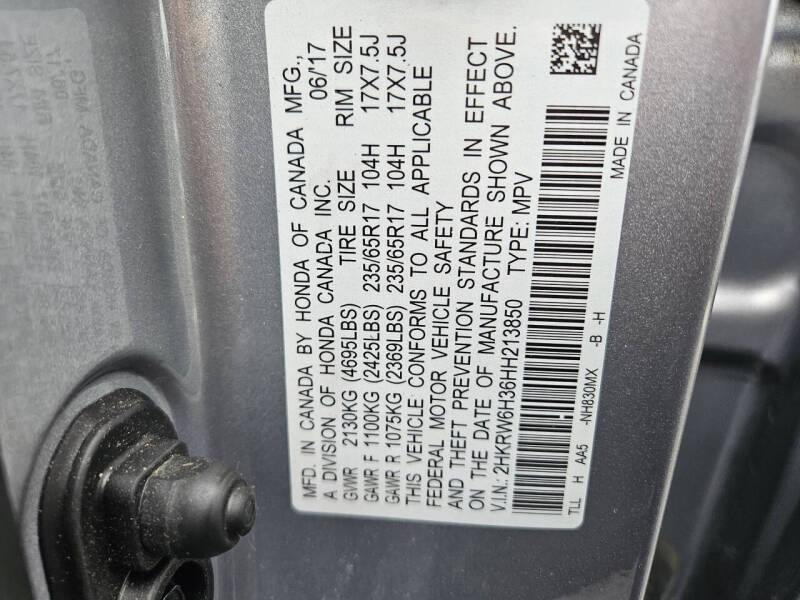 MFD. IN CANADA BY HONDA OF CANADA MFG.,
A DIVISION OF HONDA CANADA INC. 06/17
GVWR 2130KG (4695LBS) TIRE SIZE RIM SIZE
GAWR F 1100KG (2425LBS) 235/65R17 104H 17X7.5J
GAWR R 1075KG (2369LBS) 235/65R17 104H 17X7.5J
THIS VEHICLE CONFORMS TO ALL APPLICABLE
FEDERAL MOTOR VEHICLE SAFETY
AND THEFT PREVENTION STANDARDS IN EFFECT
ON THE DATE OF MANUFACTURE SHOWN ABOVE.
V.I.N.: 2HKRW6H36HH213850 TYPE: MPV
TLL H AA5 -NH830MX -B -H
MADE IN CANADA